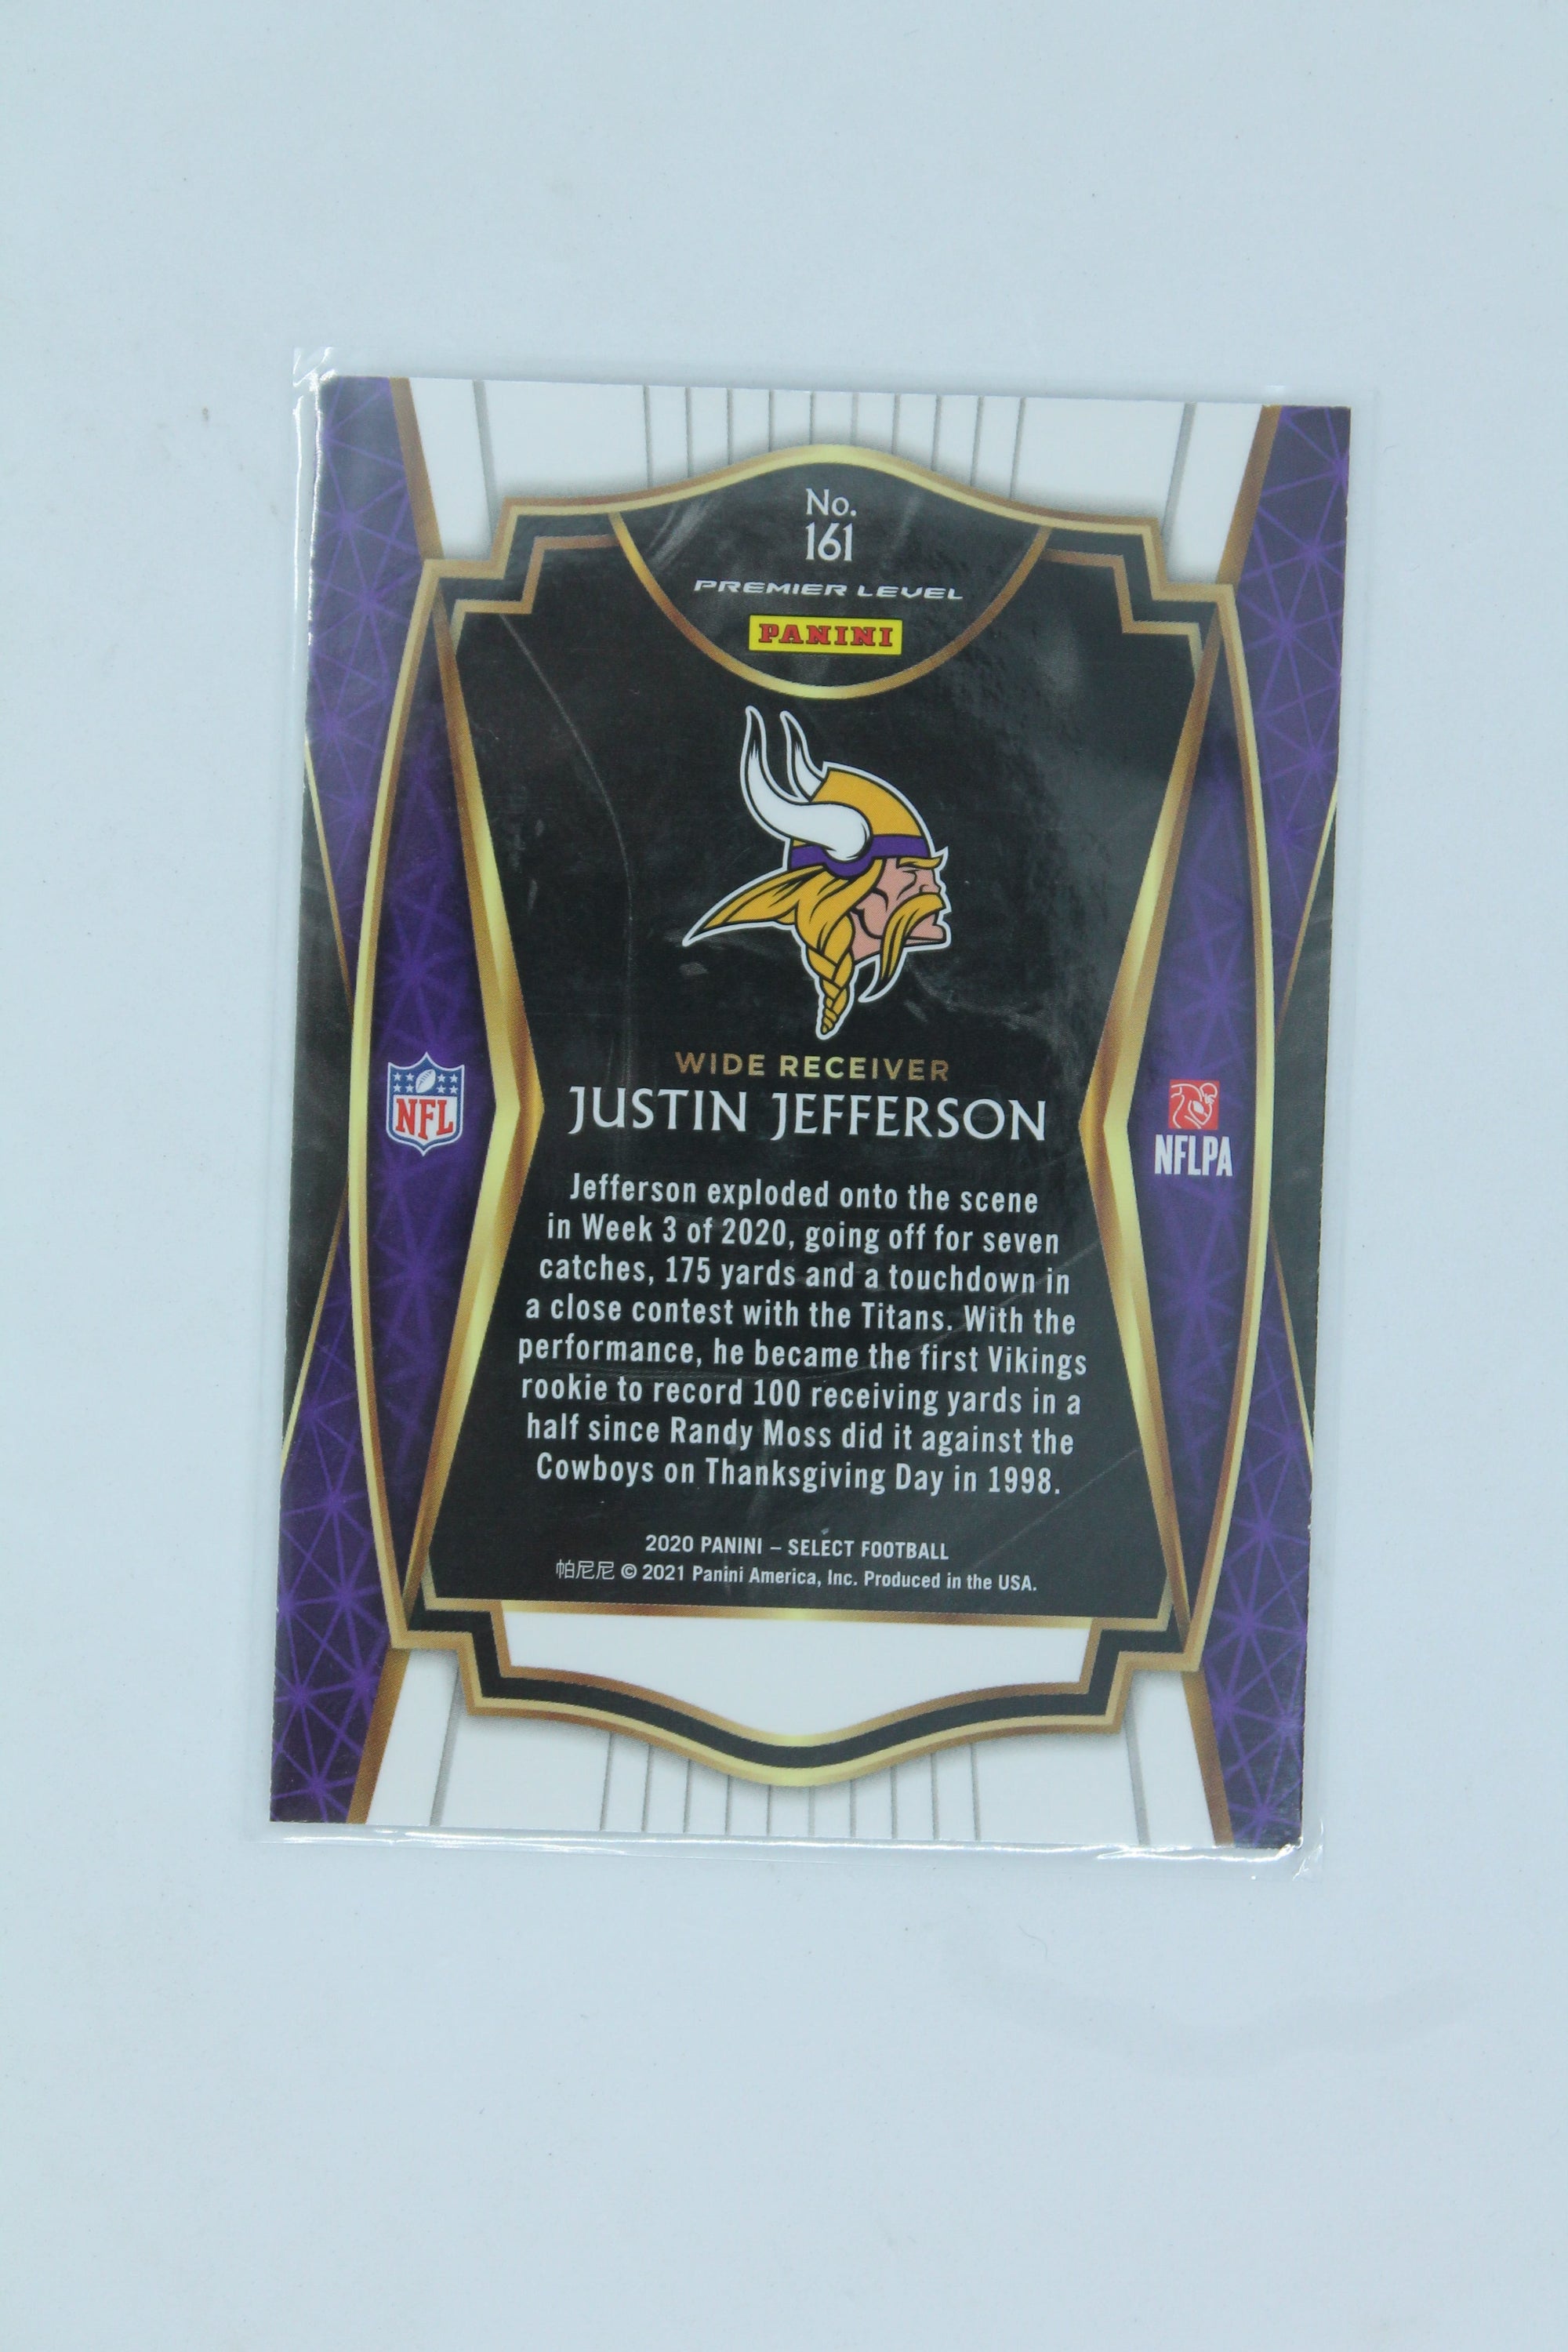 No.
161
PREMIER LEVEL
PANINI
WIDE RECEIVER
JUSTIN JEFFERSON
NFL
NFLPA
Jefferson exploded onto the scene
in Week 3 of 2020, going off for seven
catches, 175 yards and a touchdown in
a close contest with the Titans. With the
performance, he became the first Vikings
rookie to record 100 receiving yards in a
half since Randy Moss did it against the
Cowboys on Thanksgiving Day in 1998.
2020 PANINI – SELECT FOOTBALL
帕尼尼 © 2021 Panini America, Inc. Produced in the USA.